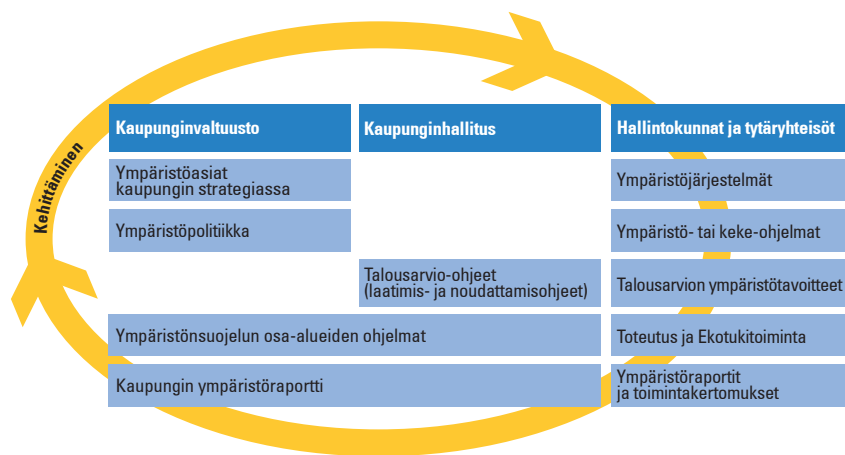 Kehittäminen
Kaupunginvaltuusto
Kaupunginhallitus
Hallintokunnat ja tytäryhteisöt
Ympäristöasiat
kaupungin strategiassa
Ympäristöjärjestelmät
Ympäristöpolitiikka
Ympäristö- tai keke-ohjelmat
Talousarvio-ohjeet
(laatimis- ja noudattamisohjeet)
Talousarvion ympäristötavoitteet
Ympäristönsuojelun osa-alueiden ohjelmat
Toteutus ja Ekotukitoiminta
Kaupungin ympäristöraportti
Ympäristöraportit
ja toimintakertomukset